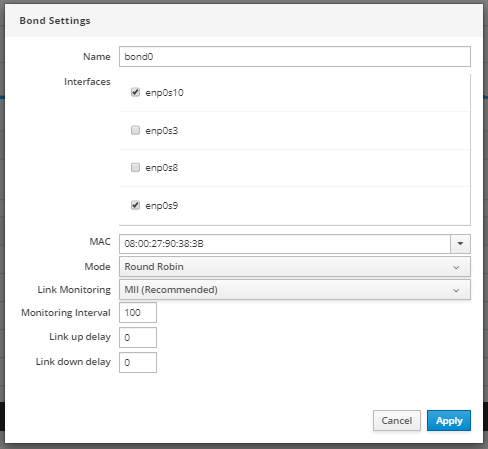 Bond Settings
Name bond0
Interfaces
enp0s10
enp0s3
enp0s8
enp0s9
MAC 08:00:27:90:38:3B
Mode Round Robin
Link Monitoring MII (Recommended)
Monitoring Interval 100
Link up delay 0
Link down delay 0
Cancel Apply